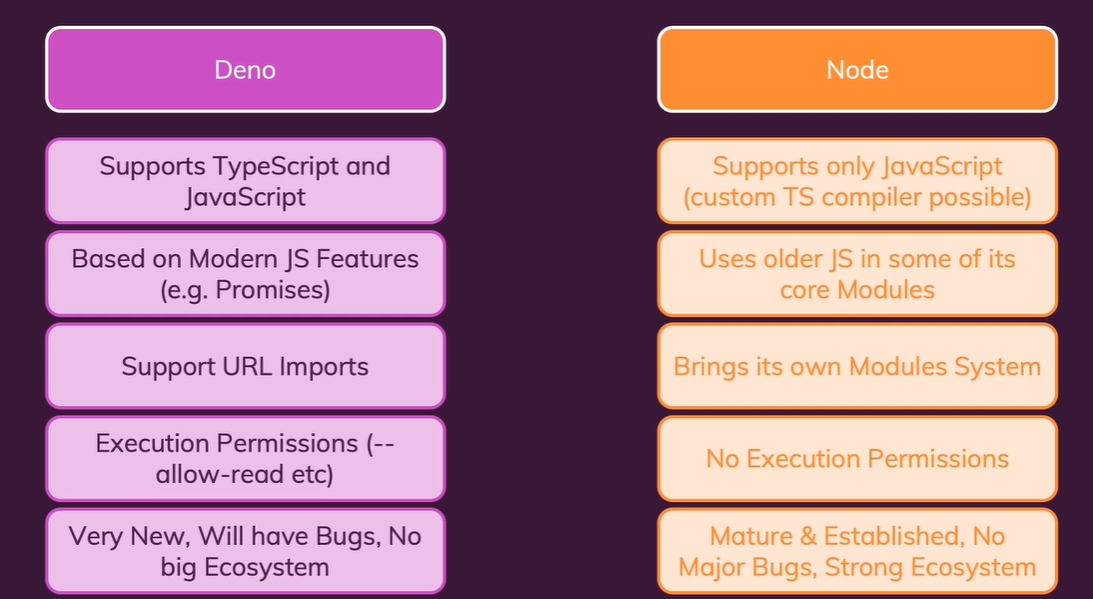 Deno
Node
Supports TypeScript and
JavaScript
Supports only JavaScript
(custom TS compiler possible)
Based on Modern JS Features
(e.g. Promises)
Uses older JS in some of its
core Modules
Support URL Imports
Brings its own Modules System
Execution Permissions (--
allow-read etc)
No Execution Permissions
Very New, Will have Bugs, No
big Ecosystem
Mature & Established, No
Major Bugs, Strong Ecosystem